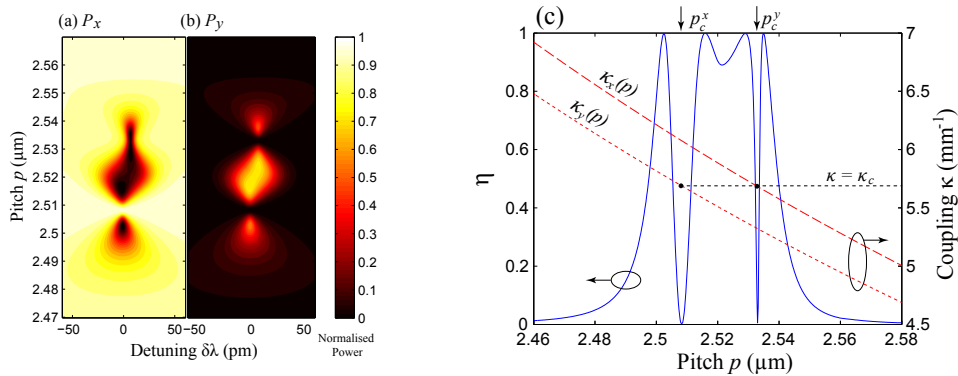 (a) Px (b) Py
Pitch p (μm)
2.56
2.55
2.54
2.53
2.52
2.51
2.5
2.49
2.48
2.47
−60 0 60 −60 0 60
Detuning δλ (pm)
1
0.9
0.8
0.7
0.6
0.5
0.4
0.3
0.2
0.1
0
Normalised
Power
(c)
p_c^x p_c^y
κx(p)
κy(p)
κ = κc
η
1
0.8
0.6
0.4
0.2
0
2.46 2.48 2.5 2.52 2.54 2.56 2.58
Pitch p (μm)
7
6.5
6
5.5
5
4.5
Coupling κ (mm⁻¹)